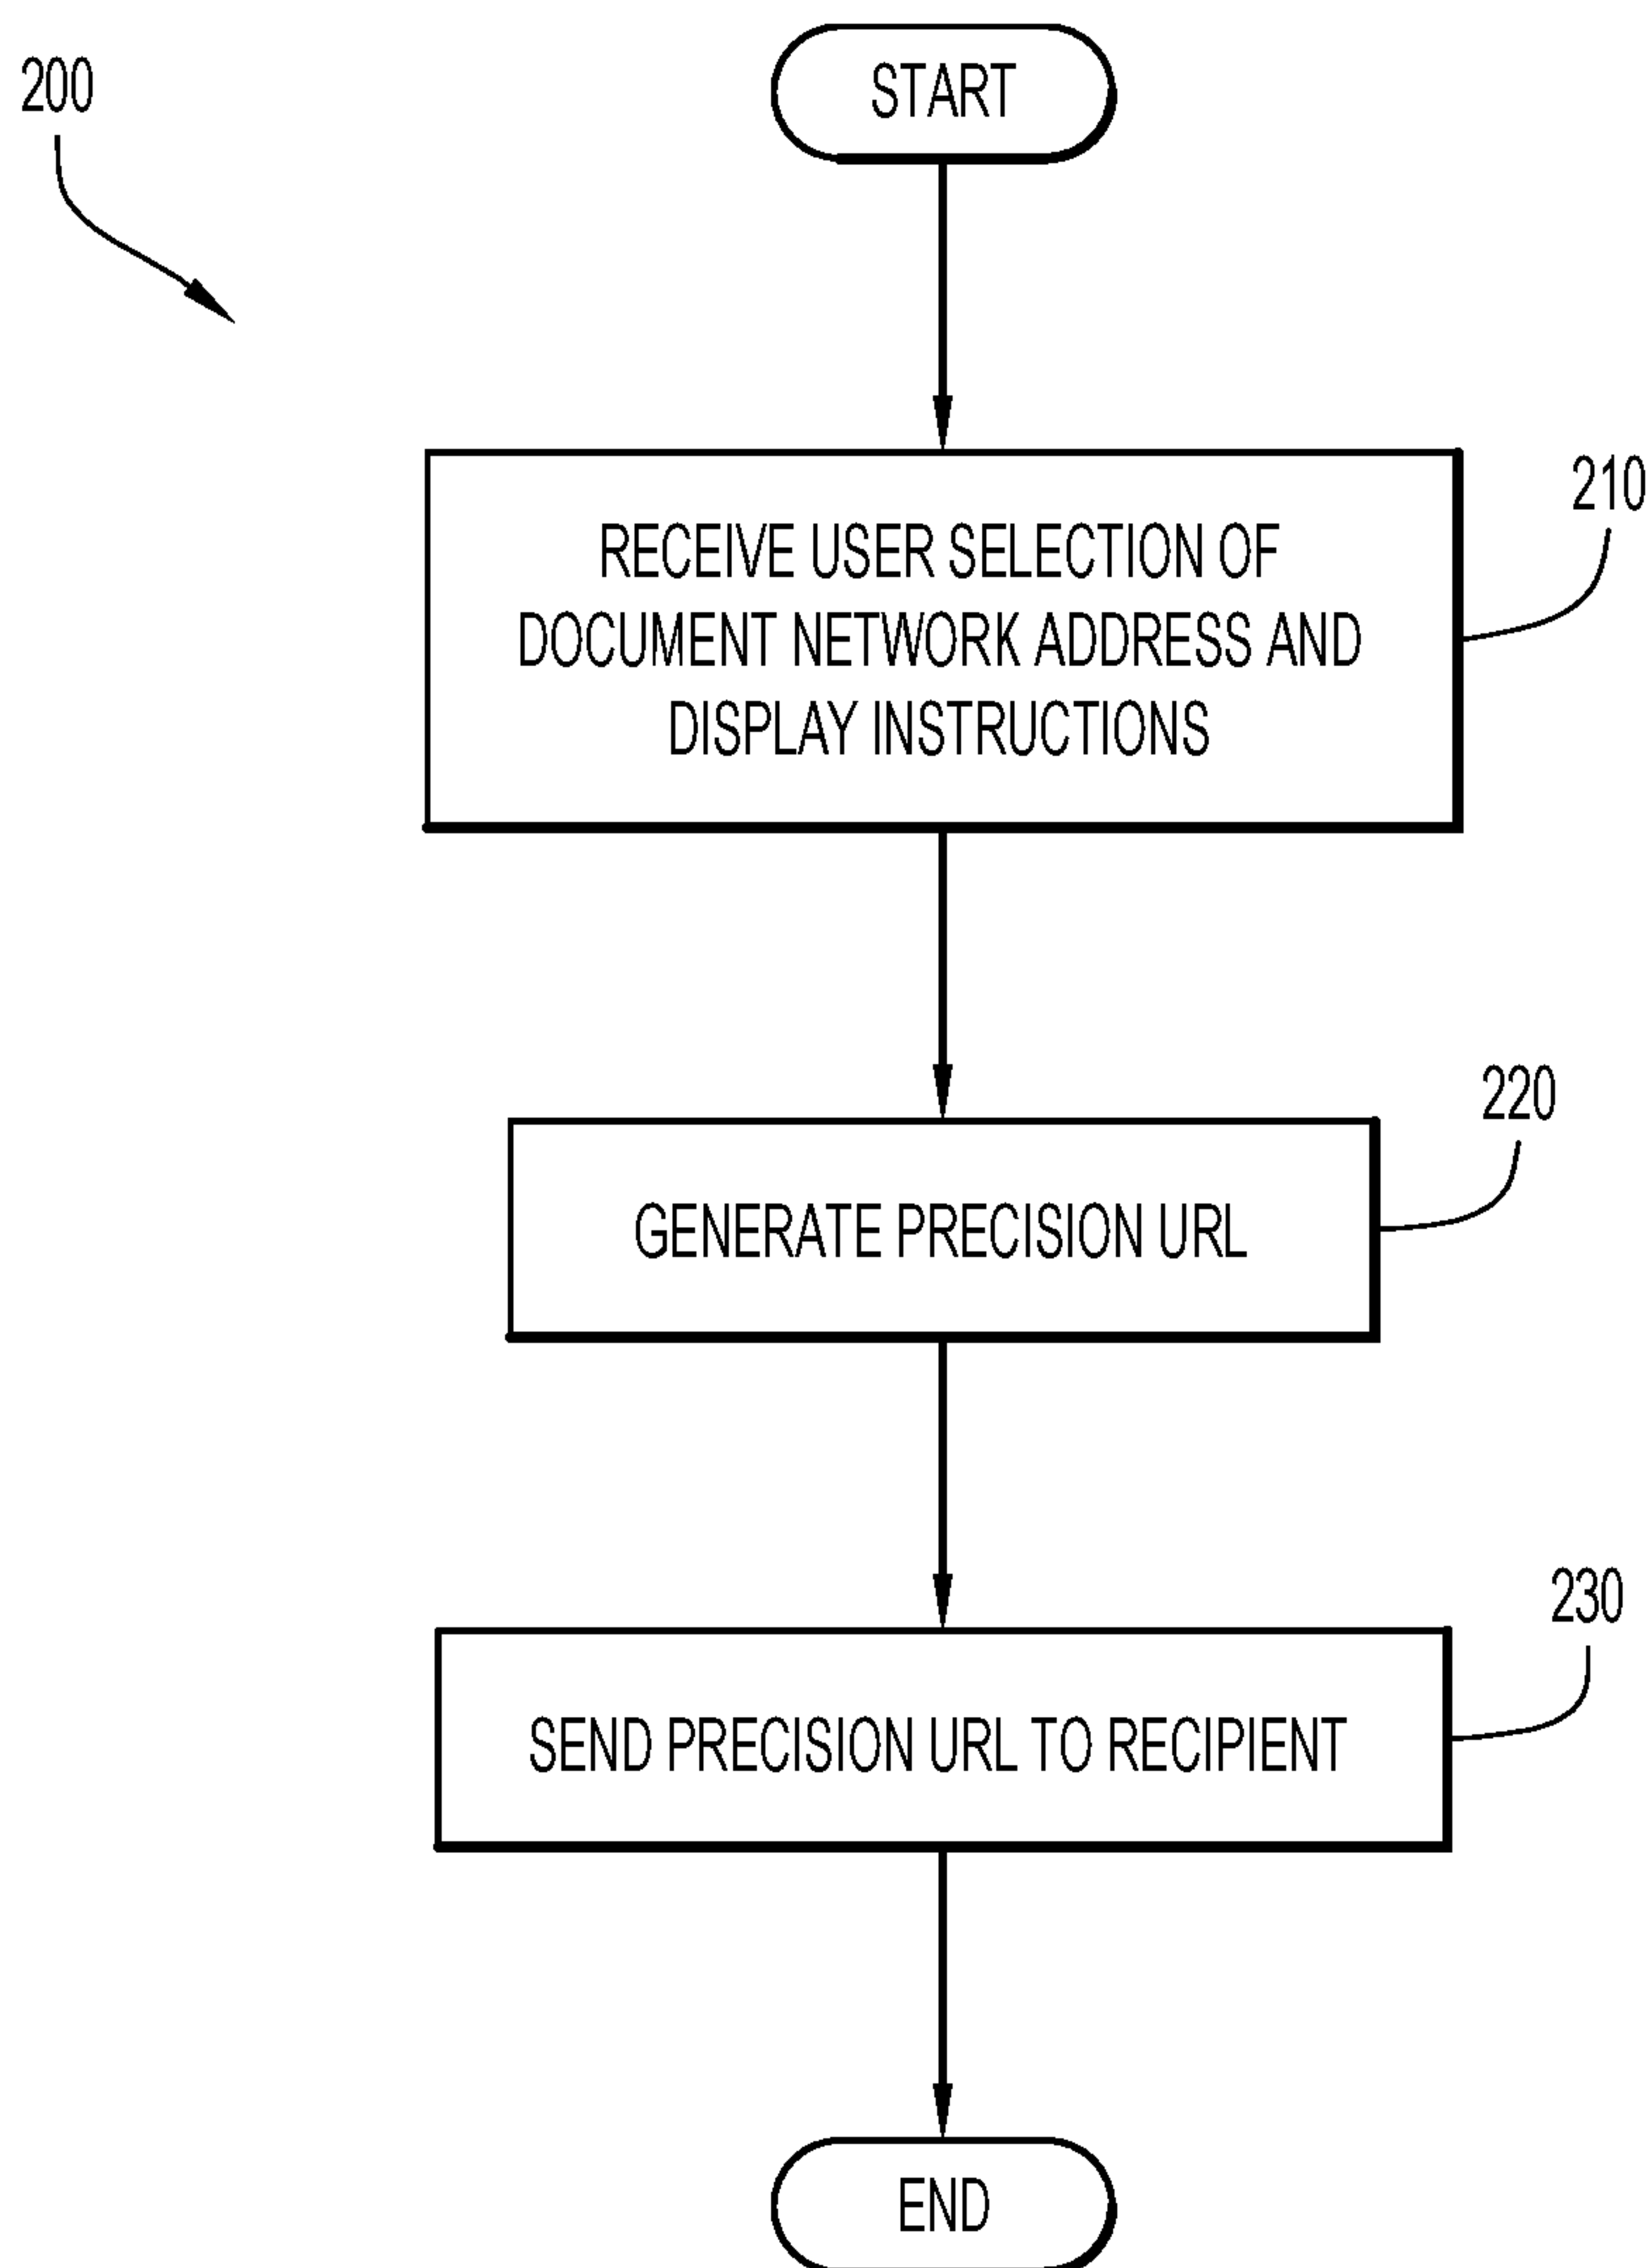 200
START
210
RECEIVE USER SELECTION OF
DOCUMENT NETWORK ADDRESS AND
DISPLAY INSTRUCTIONS
220
GENERATE PRECISION URL
230
SEND PRECISION URL TO RECIPIENT
END